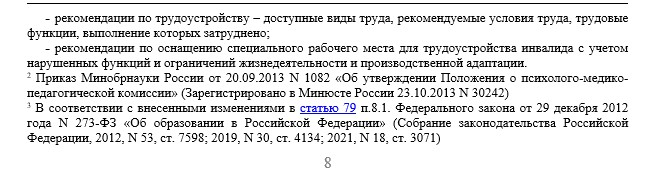 - рекомендации по трудоустройству – доступные виды труда, рекомендуемые условия труда, трудовые
функции, выполнение которых затруднено;
- рекомендации по оснащению специального рабочего места для трудоустройства инвалида с учетом
нарушенных функций и ограничений жизнедеятельности и производственной адаптации.
² Приказ Минобрнауки России от 20.09.2013 N 1082 «Об утверждении Положения о психолого-медико-
педагогической комиссии» (Зарегистрировано в Минюсте России 23.10.2013 N 30242)
³ В соответствии с внесенными изменениями в статью 79 п.8.1. Федерального закона от 29 декабря 2012
года N 273-ФЗ «Об образовании в Российской Федерации» (Собрание законодательства Российской
Федерации, 2012, N 53, ст. 7598; 2019, N 30, ст. 4134; 2021, N 18, ст. 3071)
8